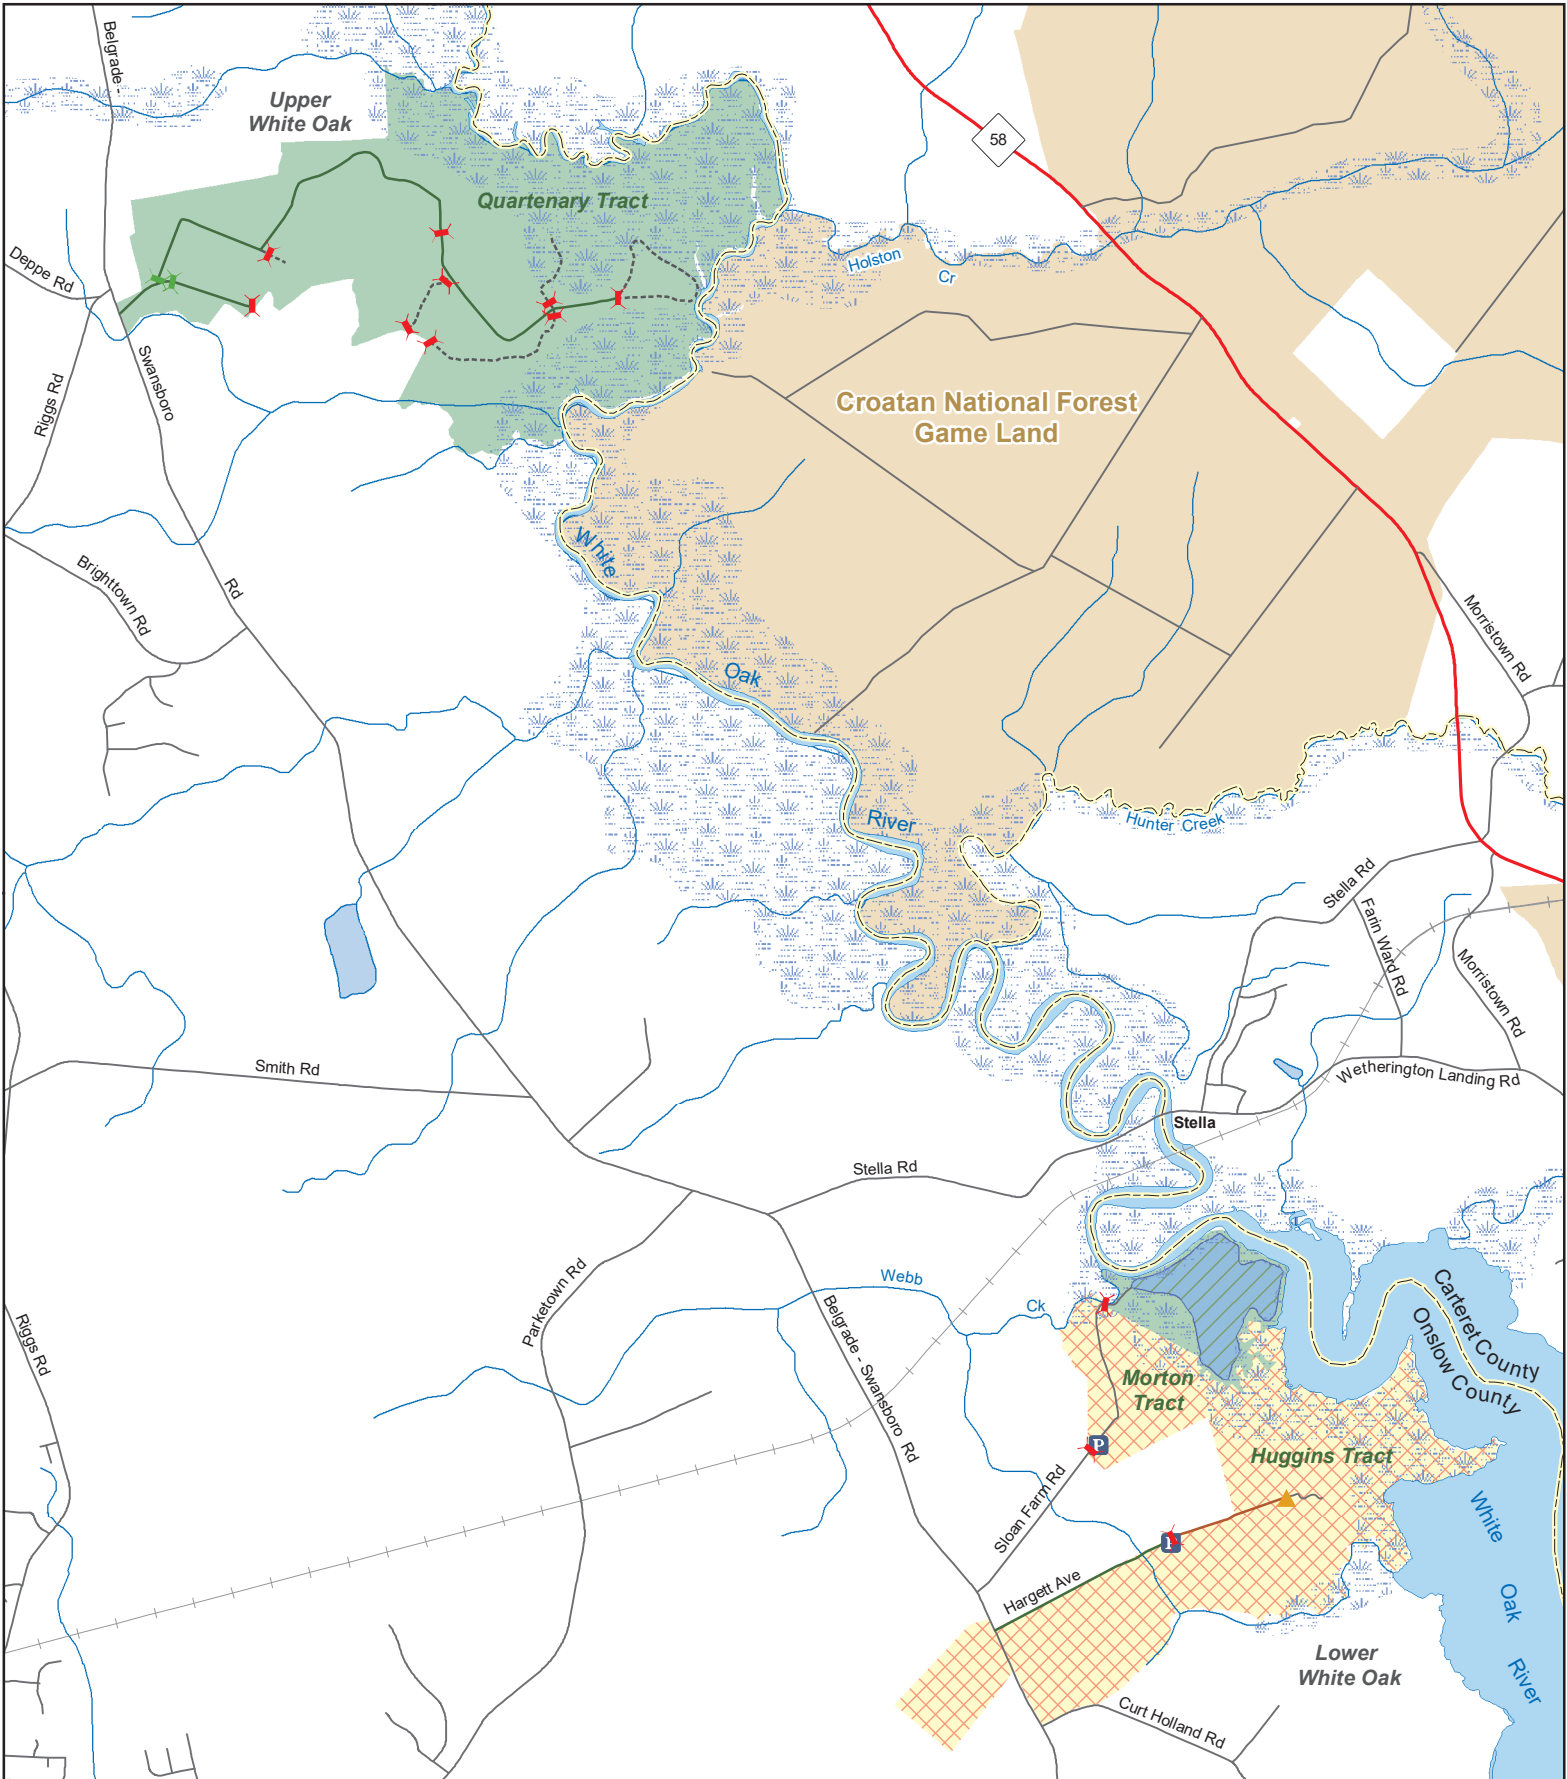 Belgrade -
Upper
White Oak
58
Quartenary Tract
Deppe Rd
Holston
Cr
Swansboro
Riggs Rd
Croatan National Forest
Game Land
White
Brighttown Rd
Rd
Morristown Rd
Oak
River
Hunter Creek
Stella Rd
Farin Ward Rd
Morristown Rd
Smith Rd
Wetherington Landing Rd
Stella
Stella Rd
Webb
Ck
Parketown Rd
Riggs Rd
Belgrade - Swansboro Rd
Carteret County
Onslow County
Morton
Tract
P
Huggins Tract
Sloan Farm Rd
White
P
Hargett Ave
Oak
Lower
White Oak
River
Curt Holland Rd